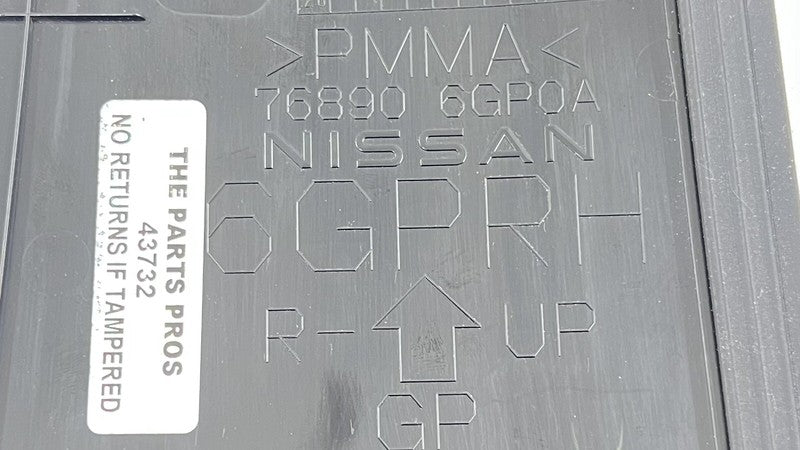 >PMMA<
76890 6GP0A
NISSAN
6GPRH
R- UP
GP
THE PARTS PROS
43732
NO RETURNS IF TAMPERED